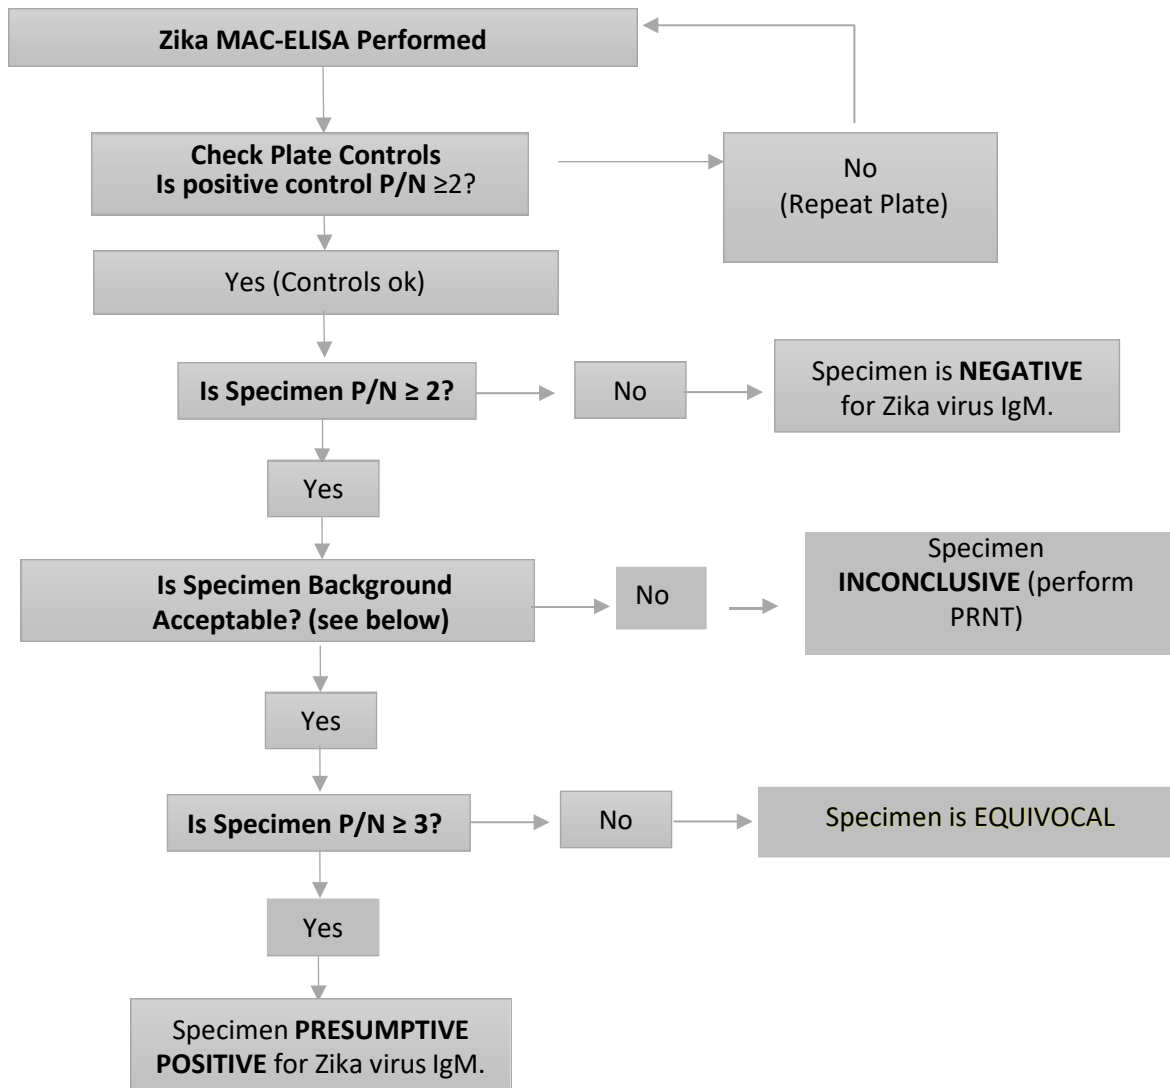 Zika MAC-ELISA Performed
Check Plate Controls
Is positive control P/N ≥2?
No
(Repeat Plate)
Yes (Controls ok)
Is Specimen P/N ≥ 2?
No
Specimen is NEGATIVE
for Zika virus IgM.
Yes
Is Specimen Background
Acceptable? (see below)
No
Specimen
INCONCLUSIVE (perform
PRNT)
Yes
Is Specimen P/N ≥ 3?
No
Specimen is EQUIVOCAL
Yes
Specimen PRESUMPTIVE
POSITIVE for Zika virus IgM.